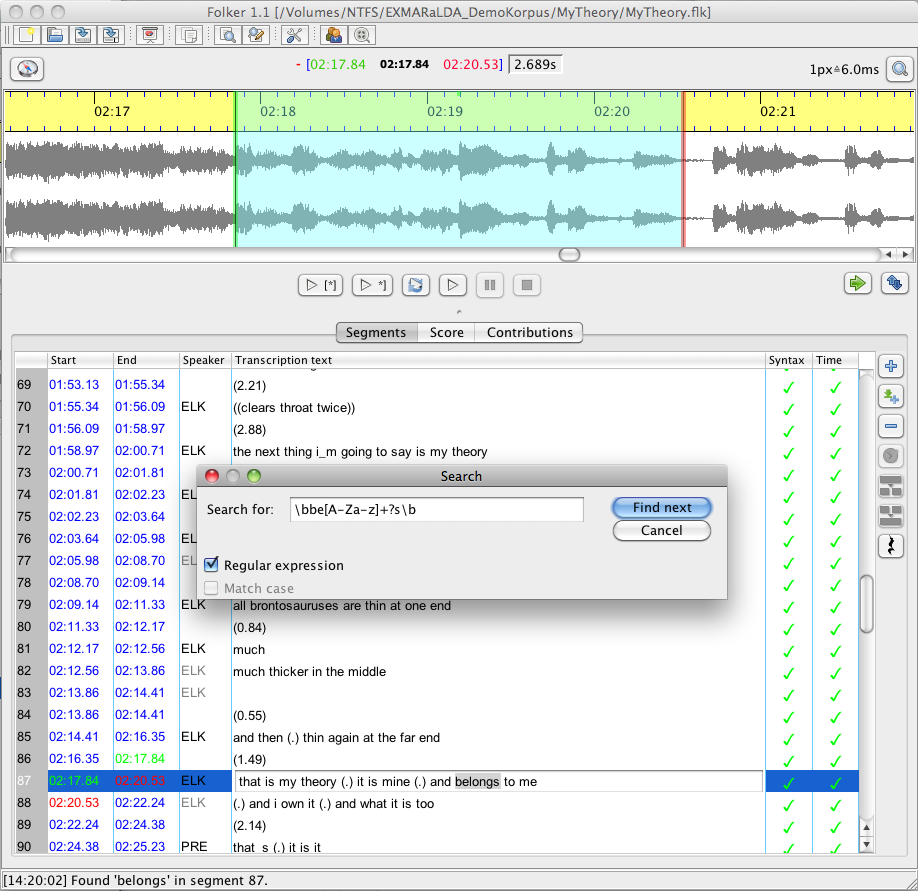 Folker 1.1 [/Volumes/NTFS/EXMARaLDA_DemoKorpus/MyTheory/MyTheory.flk]
- [02:17.84 02:17.84 02:20.53] 2.689s
1px≙6.0ms
02:17 02:18 02:19 02:20 02:21
[*] *]
Segments Score Contributions
Start End Speaker Transcription text Syntax Time
69 01:53.13 01:55.34 (2.21)
70 01:55.34 01:56.09 ELK ((clears throat twice))
71 01:56.09 01:58.97 (2.88)
72 01:58.97 02:00.71 ELK the next thing i_m going to say is my theory
73 02:00.71 02:01.81
74 02:01.81 02:02.23
75 02:02.23 02:03.64
76 02:03.64 02:05.98
77 02:05.98 02:08.70
78 02:08.70 02:09.14
Search
Search for: \bbe[A-Za-z]+?s\b Find next
Cancel
Regular expression
Match case
79 02:09.14 02:11.33 ELK all brontosauruses are thin at one end
80 02:11.33 02:12.17 (0.84)
81 02:12.17 02:12.56 ELK much
82 02:12.56 02:13.86 ELK much thicker in the middle
83 02:13.86 02:14.41 ELK
84 02:13.86 02:14.41 (0.55)
85 02:14.41 02:16.35 ELK and then (.) thin again at the far end
86 02:16.35 02:17.84 (1.49)
87 02:17.84 02:20.53 ELK that is my theory (.) it is mine (.) and belongs to me
88 02:20.53 02:22.24 ELK (.) and i own it (.) and what it is too
89 02:22.24 02:24.38 (2.14)
90 02:24.38 02:25.23 PRE that_s (.) it is it
[14:20:02] Found 'belongs' in segment 87.